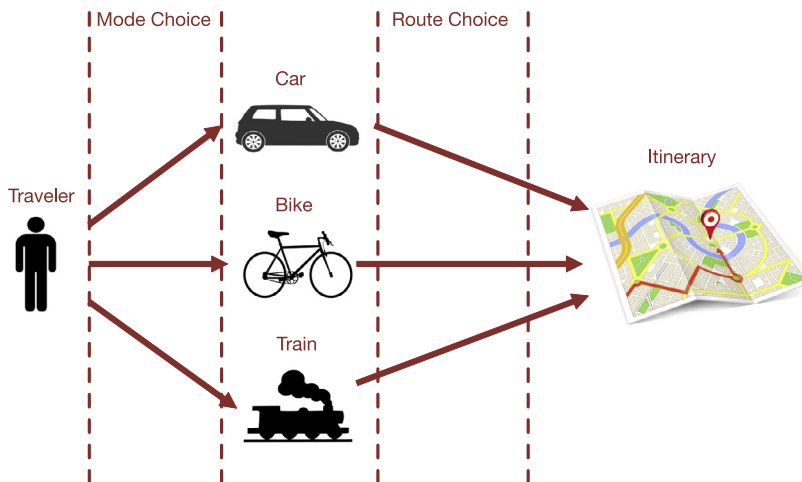 Mode Choice
Route Choice
Car
Itinerary
Traveler
Bike
Train